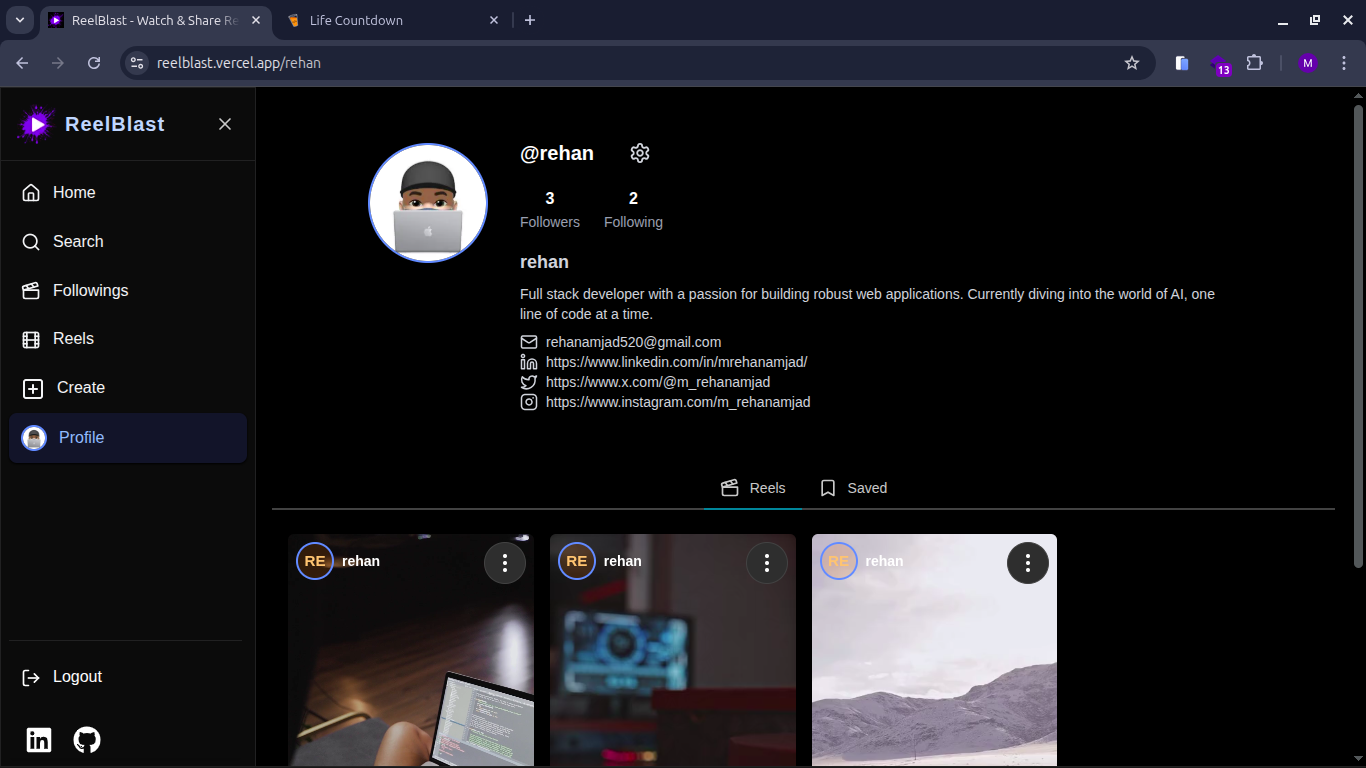 ReelBlast - Watch & Share Re
Life Countdown
reelblast.vercel.app/rehan
13
M
ReelBlast
Home
Search
Followings
Reels
Create
Profile
Logout
@rehan
3 2
Followers Following
rehan
Full stack developer with a passion for building robust web applications. Currently diving into the world of AI, one
line of code at a time.
rehanamjad520@gmail.com
https://www.linkedin.com/in/mrehanamjad/
https://www.x.com/@m_rehanamjad
https://www.instagram.com/m_rehanamjad
Reels Saved
RE rehan
RE rehan
RE rehan